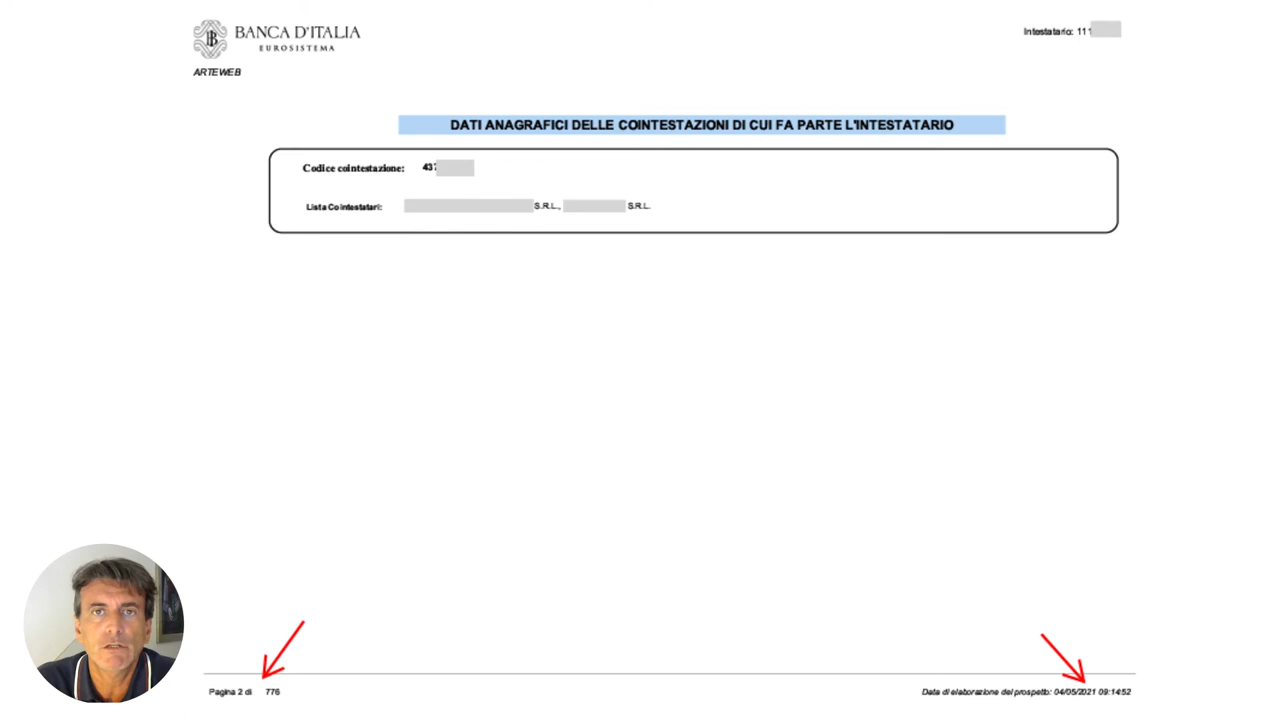 BANCA D'ITALIA
EUROSISTEMA
Intestatario: 111
ARTEWEB
DATI ANAGRAFICI DELLE COINTESTAZIONI DI CUI FA PARTE L'INTESTATARIO
Codice cointestazione: 437
Lista Cointestatari: S.R.L., S.R.L.
Pagina 2 di 776
Data di elaborazione del prospetto: 04/05/2021 09:14:52